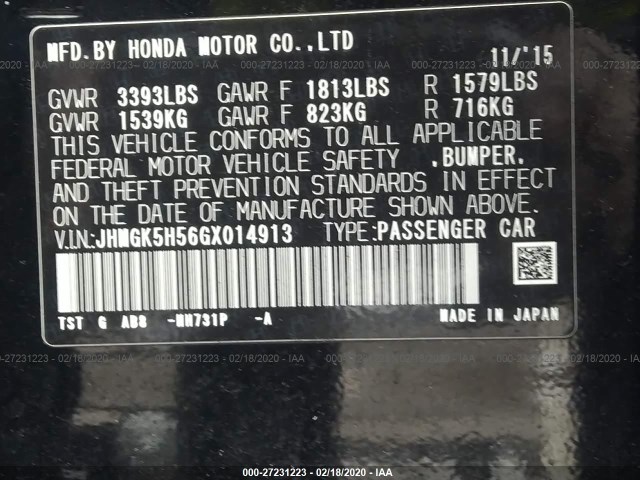 MFD.BY HONDA MOTOR CO.,LTD 11/'15
GVWR 3393LBS GAWR F 1813LBS R 1579LBS
GVWR 1539KG GAWR F 823KG R 716KG
THIS VEHICLE CONFORMS TO ALL APPLICABLE
FEDERAL MOTOR VEHICLE SAFETY ,BUMPER,
AND THEFT PREVENTION STANDARDS IN EFFECT
ON THE DATE OF MANUFACTURE SHOWN ABOVE.
V.I.N:JHMGK5H56GX014913 TYPE:PASSENGER CAR
TST G AB8 -NH731P -A MADE IN JAPAN
000-27231223 - 02/18/2020 - IAA